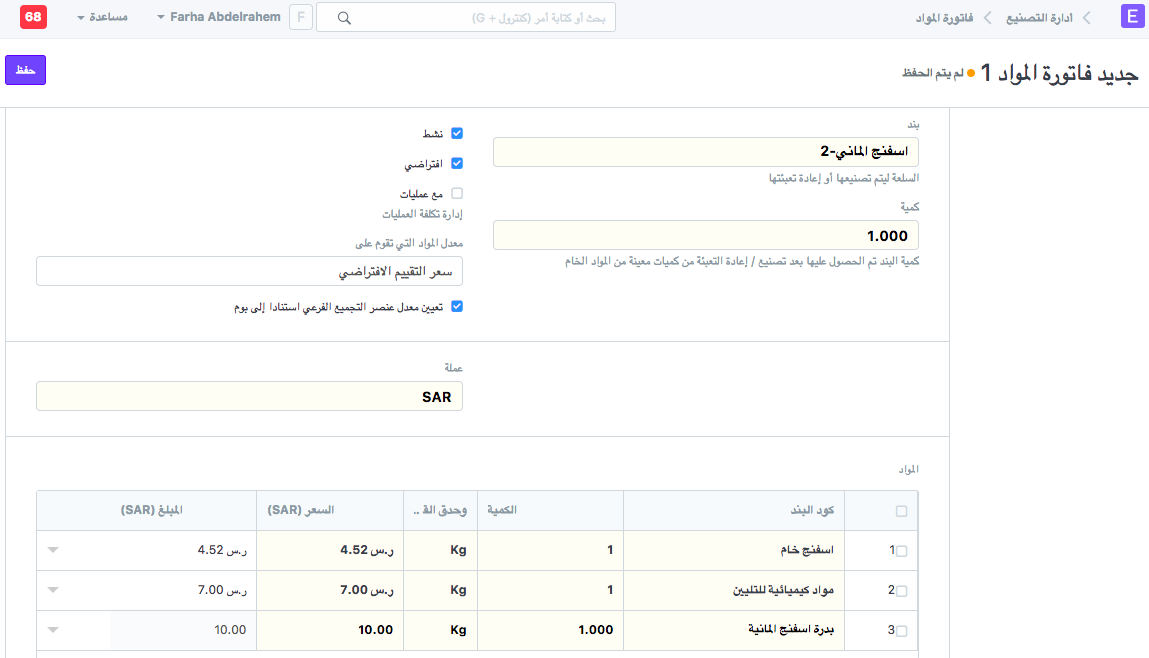 E
ادارة التصنيع
فاتورة المواد
بحث أو كتابة أمر (كنترول + G)
F
Farha Abdelrahem
مساعدة
68
جديد فاتورة المواد 1
لم يتم الحفظ
حفظ
بند
اسفنج الماني-2
السلعة ليتم تصنيعها أو إعادة تعبئتها
كمية
1.000
كمية البند تم الحصول عليها بعد تصنيع / إعادة التعبئة من كميات معينة من المواد الخام
نشط
افتراضي
مع عمليات
إدارة تكلفة العمليات
معدل المواد التي تقوم على
سعر التقييم الافتراضي
تعيين معدل عنصر التجميع الفرعي استنادا إلى بوم
عملة
SAR
المواد
كود البند الكمية وحدق القـ .. السعر (SAR) المبلغ (SAR)
1 اسفنج خام 1 Kg ر.س 4.52 ر.س 4.52
2 مواد كيميائية للتليين 1 Kg ر.س 7.00 ر.س 7.00
3 بدرة اسفنج المانية 1.000 Kg 10.00 10.00